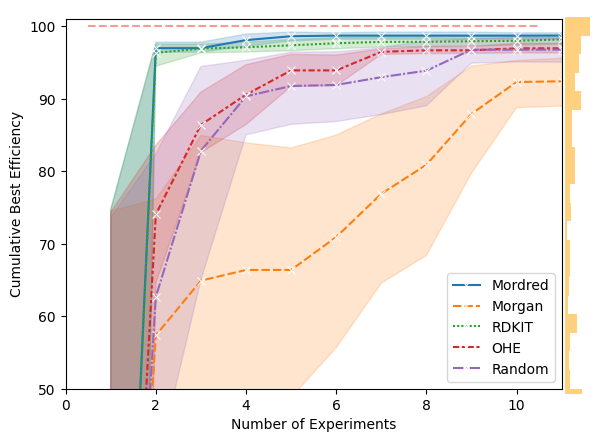 100
90
80
70
60
50
Cumulative Best Efficiency
Mordred
Morgan
RDKIT
OHE
Random
0 2 4 6 8 10
Number of Experiments